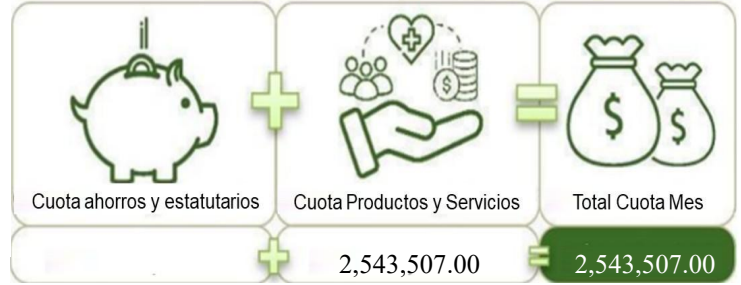 Cuota ahorros y estatutarios
Cuota Productos y Servicios
Total Cuota Mes
2,543,507.00
2,543,507.00